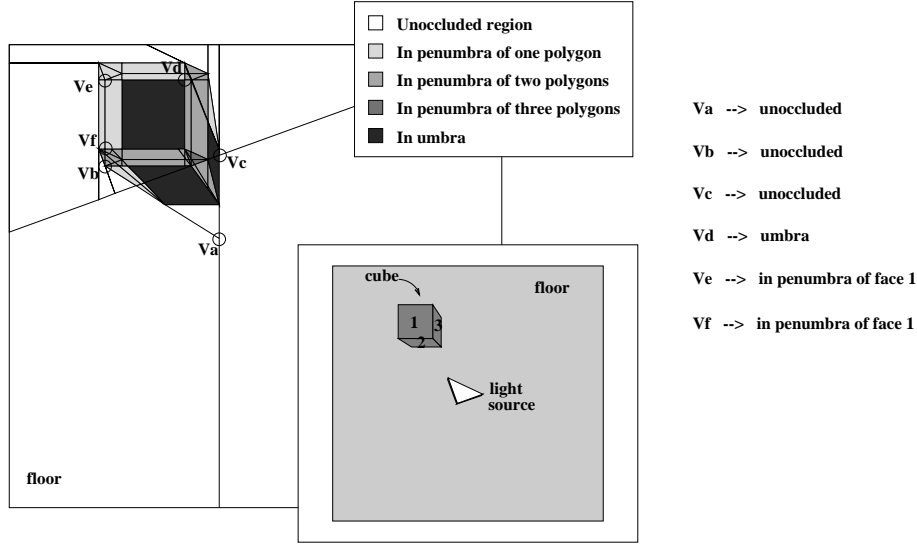 Unoccluded region
In penumbra of one polygon
In penumbra of two polygons
In penumbra of three polygons
In umbra
Vd
Ve
Vf
Vb
Vc
Va
floor
cube
floor
1
3
2
light
source
Va --> unoccluded
Vb --> unoccluded
Vc --> unoccluded
Vd --> umbra
Ve --> in penumbra of face 1
Vf --> in penumbra of face 1